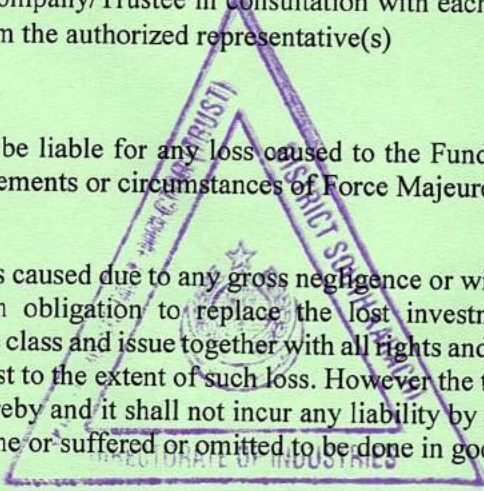 ompany/Trustee in consultation with each
m the authorized representative(s)
be liable for any loss caused to the Func
ements or circumstances of Force Majeure
s caused due to any gross negligence or wi
n obligation to replace the lost investm
class and issue together with all rights and
st to the extent of such loss. However the t
reby and it shall not incur any liability by
ne or suffered or omitted to be done in goo
(TRUST)
DISTRICT SOUTH KARACHI
DIRECTORATE OF INDUSTRIES